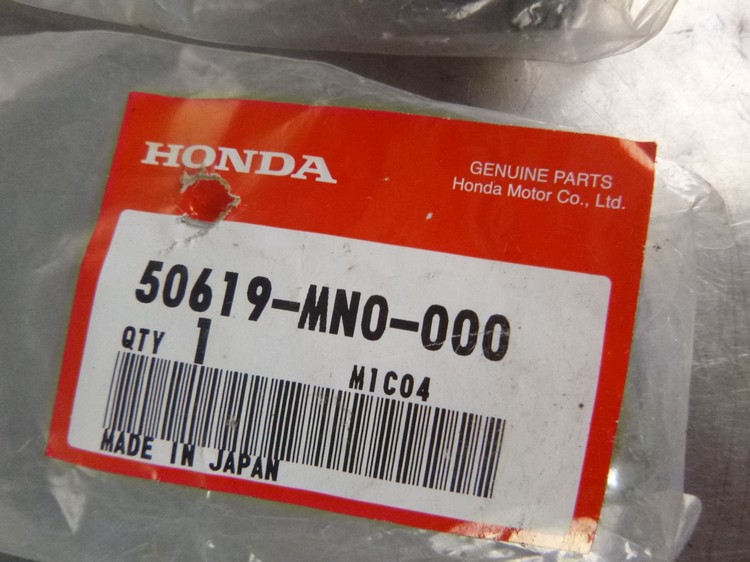 HONDA
GENUINE PARTS
Honda Motor Co., Ltd.
50619-MN0-000
QTY 1
M1C04
MADE IN JAPAN